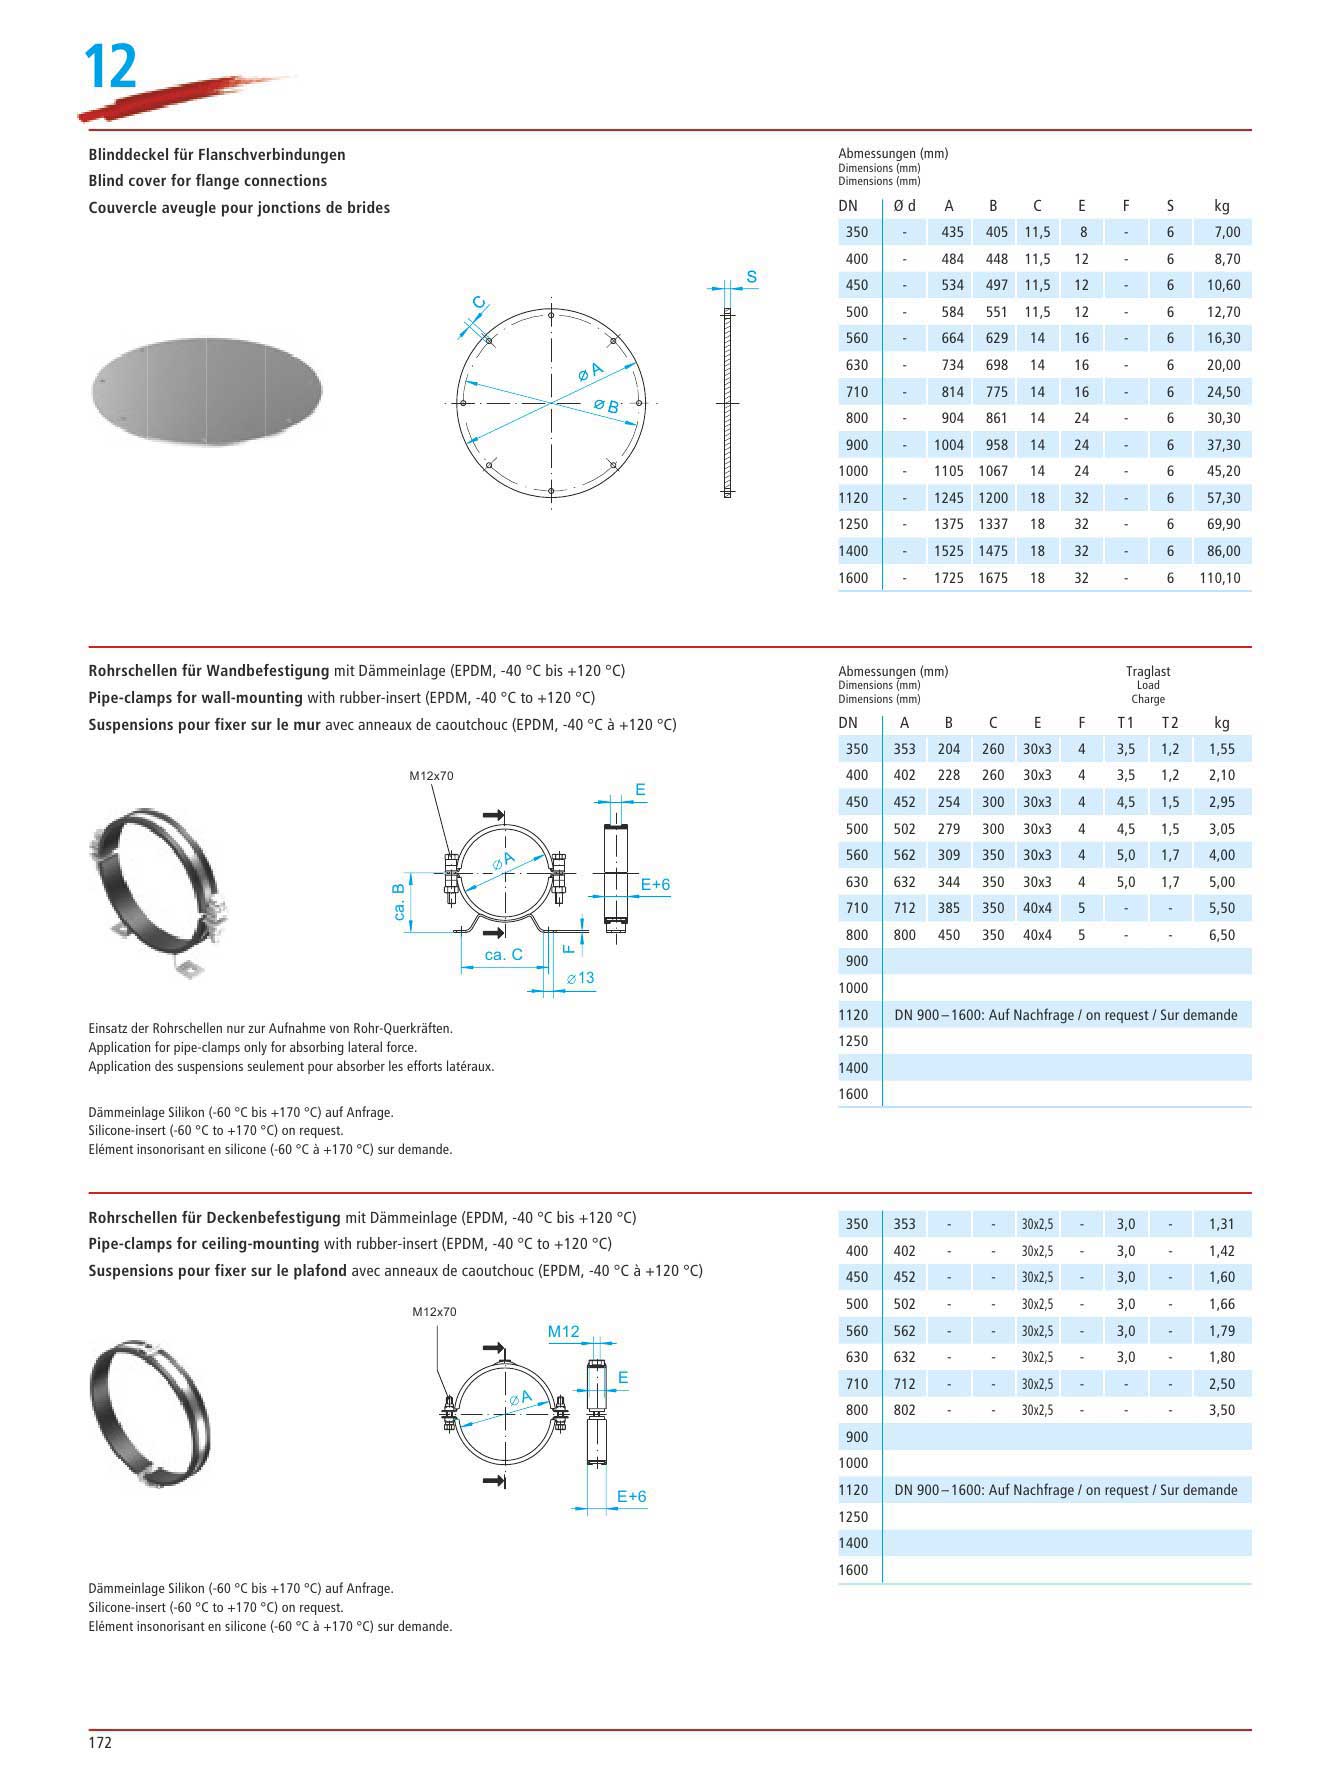 12
Blinddeckel für Flanschverbindungen
Blind cover for flange connections
Couvercle aveugle pour jonctions de brides
C
ø A
ø B
S
Abmessungen (mm)
Dimensions (mm)
Dimensions (mm)
DN Ø d A B C E F S kg
350 - 435 405 11,5 8 - 6 7,00
400 - 484 448 11,5 12 - 6 8,70
450 - 534 497 11,5 12 - 6 10,60
500 - 584 551 11,5 12 - 6 12,70
560 - 664 629 14 16 - 6 16,30
630 - 734 698 14 16 - 6 20,00
710 - 814 775 14 16 - 6 24,50
800 - 904 861 14 24 - 6 30,30
900 - 1004 958 14 24 - 6 37,30
1000 - 1105 1067 14 24 - 6 45,20
1120 - 1245 1200 18 32 - 6 57,30
1250 - 1375 1337 18 32 - 6 69,90
1400 - 1525 1475 18 32 - 6 86,00
1600 - 1725 1675 18 32 - 6 110,10
Rohrschellen für Wandbefestigung mit Dämmeinlage (EPDM, -40 °C bis +120 °C)
Pipe-clamps for wall-mounting with rubber-insert (EPDM, -40 °C to +120 °C)
Suspensions pour fixer sur le mur avec anneaux de caoutchouc (EPDM, -40 °C à +120 °C)
M12x70
E
⌀A
E+6
ca. B
ca. C
F
⌀13
Einsatz der Rohrschellen nur zur Aufnahme von Rohr-Querkräften.
Application for pipe-clamps only for absorbing lateral force.
Application des suspensions seulement pour absorber les efforts latéraux.
Dämmeinlage Silikon (-60 °C bis +170 °C) auf Anfrage.
Silicone-insert (-60 °C to +170 °C) on request.
Elément insonorisant en silicone (-60 °C à +170 °C) sur demande.
Abmessungen (mm) Traglast
Dimensions (mm) Load
Dimensions (mm) Charge
DN A B C E F T1 T2 kg
350 353 204 260 30x3 4 3,5 1,2 1,55
400 402 228 260 30x3 4 3,5 1,2 2,10
450 452 254 300 30x3 4 4,5 1,5 2,95
500 502 279 300 30x3 4 4,5 1,5 3,05
560 562 309 350 30x3 4 5,0 1,7 4,00
630 632 344 350 30x3 4 5,0 1,7 5,00
710 712 385 350 40x4 5 - - 5,50
800 800 450 350 40x4 5 - - 6,50
900
1000
1120 DN 900–1600: Auf Nachfrage / on request / Sur demande
1250
1400
1600
Rohrschellen für Deckenbefestigung mit Dämmeinlage (EPDM, -40 °C bis +120 °C)
Pipe-clamps for ceiling-mounting with rubber-insert (EPDM, -40 °C to +120 °C)
Suspensions pour fixer sur le plafond avec anneaux de caoutchouc (EPDM, -40 °C à +120 °C)
M12x70
M12
E
⌀A
E+6
Dämmeinlage Silikon (-60 °C bis +170 °C) auf Anfrage.
Silicone-insert (-60 °C to +170 °C) on request.
Elément insonorisant en silicone (-60 °C à +170 °C) sur demande.
350 353 - - 30x2,5 - 3,0 - 1,31
400 402 - - 30x2,5 - 3,0 - 1,42
450 452 - - 30x2,5 - 3,0 - 1,60
500 502 - - 30x2,5 - 3,0 - 1,66
560 562 - - 30x2,5 - 3,0 - 1,79
630 632 - - 30x2,5 - 3,0 - 1,80
710 712 - - 30x2,5 - - - 2,50
800 802 - - 30x2,5 - - - 3,50
900
1000
1120 DN 900–1600: Auf Nachfrage / on request / Sur demande
1250
1400
1600
172